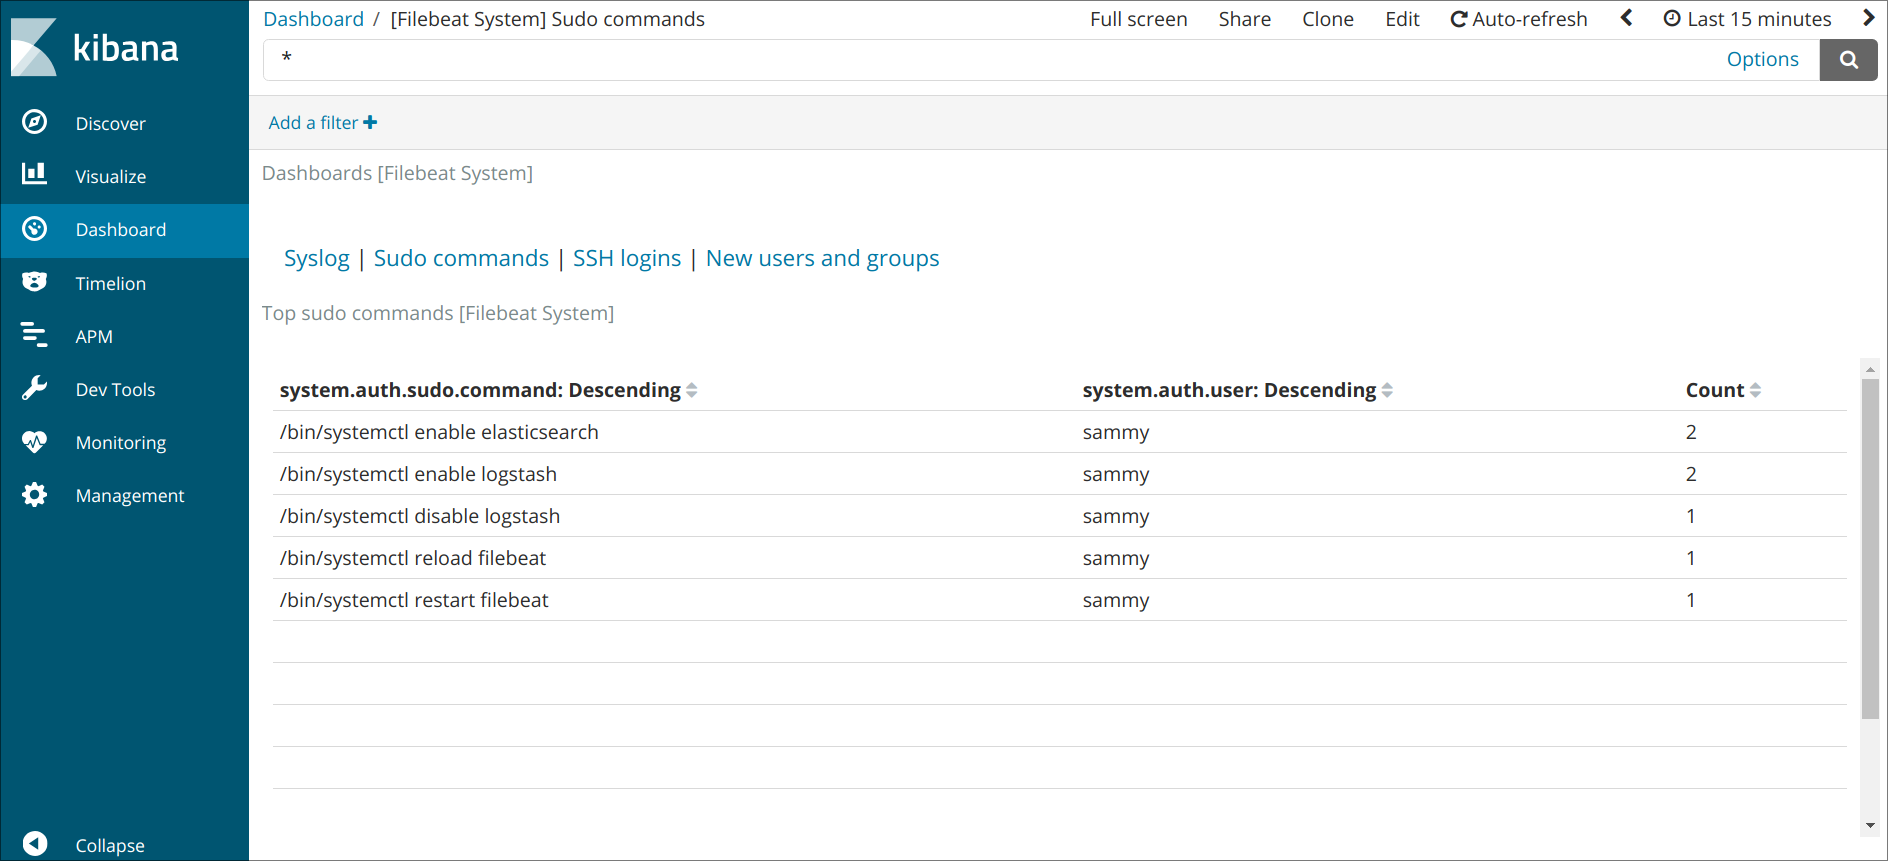 kibana
Discover
Visualize
Dashboard
Timelion
APM
Dev Tools
Monitoring
Management
Collapse
Dashboard / [Filebeat System] Sudo commands Full screen Share Clone Edit Auto-refresh Last 15 minutes
* Options
Add a filter
Dashboards [Filebeat System]
Syslog | Sudo commands | SSH logins | New users and groups
Top sudo commands [Filebeat System]
system.auth.sudo.command: Descending system.auth.user: Descending Count
/bin/systemctl enable elasticsearch sammy 2
/bin/systemctl enable logstash sammy 2
/bin/systemctl disable logstash sammy 1
/bin/systemctl reload filebeat sammy 1
/bin/systemctl restart filebeat sammy 1